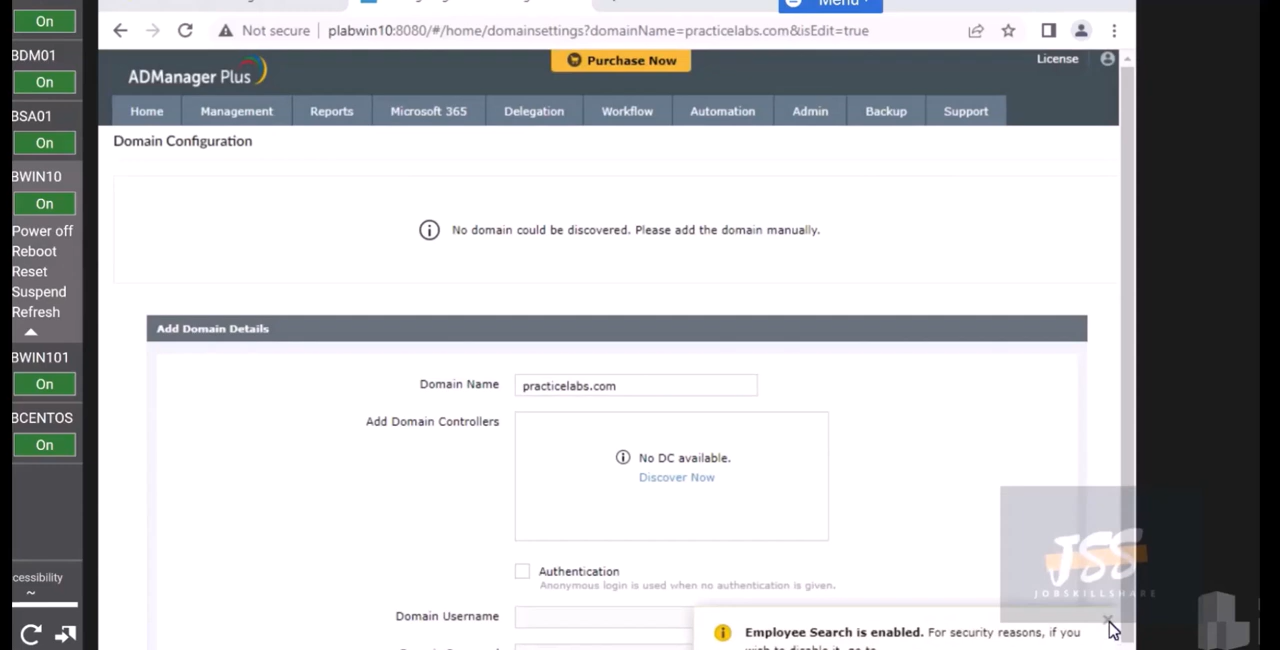 On
Menu
Not secure
plabwin10:8080/#/home/domainsettings?domainName=practicelabs.com&isEdit=true
BDM01
On
ADManager Plus
Purchase Now
License
Home Management Reports Microsoft 365 Delegation Workflow Automation Admin Backup Support
BSA01
On
Domain Configuration
BWIN10
On
Power off
Reboot
Reset
Suspend
Refresh
No domain could be discovered. Please add the domain manually.
Add Domain Details
BWIN101
On
Domain Name practicelabs.com
BCENTOS
On
Add Domain Controllers
No DC available.
Discover Now
Authentication
Anonymous login is used when no authentication is given.
cessibility
Domain Username
Employee Search is enabled. For security reasons, if you
JSS
JOBSKILLSHARE